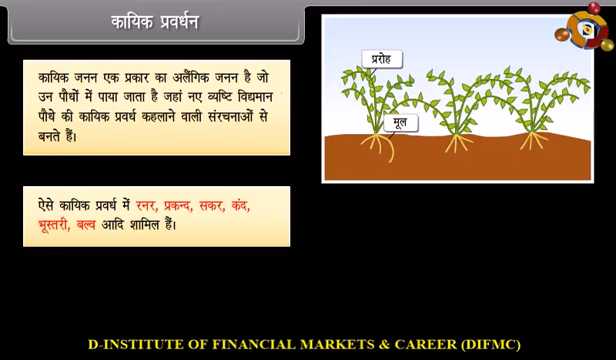 कायिक प्रवर्धन
कायिक जनन एक प्रकार का अलैंगिक जनन है जो
उन पौधों में पाया जाता है जहां नए व्यष्टि विद्यमान
पौधे की कायिक प्रवर्ध कहलाने वाली संरचनाओं से
बनते हैं।
प्ररोह
मूल
ऐसे कायिक प्रवर्ध में रनर, प्रकन्द, सकर, कंद,
भूस्तरी, बल्व आदि शामिल हैं।
D-INSTITUTE OF FINANCIAL MARKETS & CAREER (DIFMC)